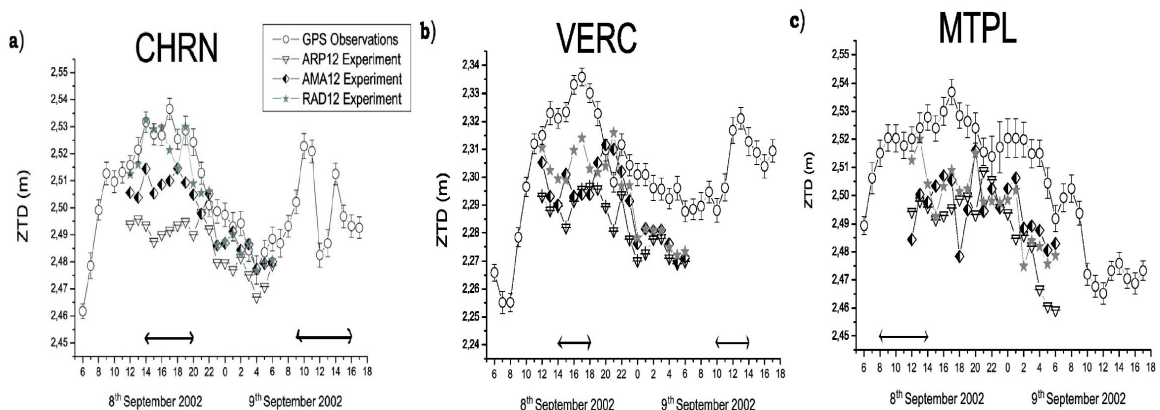 a)
CHRN
GPS Observations
ARP12 Experiment
AMA12 Experiment
RAD12 Experiment
ZTD (m)
2,55
2,54
2,53
2,52
2,51
2,50
2,49
2,48
2,47
2,46
2,45
6 8 10 12 14 16 18 20 22 0 2 4 6 8 10 12 14 16 18
8th September 2002
9th September 2002
b)
VERC
ZTD (m)
2,34
2,33
2,32
2,31
2,30
2,29
2,28
2,27
2,26
2,25
2,24
6 8 10 12 14 16 18 20 22 0 2 4 6 8 10 12 14 16 18
8th September 2002
9th September 2002
c)
MTPL
ZTD (m)
2,55
2,55
2,54
2,53
2,52
2,51
2,50
2,49
2,48
2,47
2,46
2,45
6 8 10 12 14 16 18 20 22 0 2 4 6 8 10 12 14 16 18
8th September 2002
9th September 2002